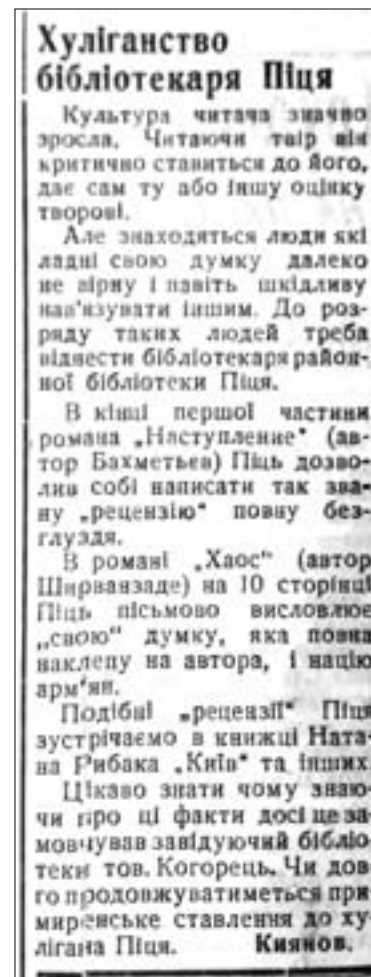 Хуліганство
бібліотекаря Піця
Культура читача значно
зросла. Читаючи твір він
критично ставиться до його,
дає сам ту або іншу оцінку
творові.
Але знаходяться люди які
ладні свою думку далеко
не вірну і навіть шкідливу
нав'язувати іншим. До роз-
ряду таких людей треба
віднести бібліотекаря район-
ної бібліотеки Піця.
В кінці першої частини
романа „Наступление" (ав-
тор Бахметьєв) Піць дозво-
лив собі написати так зва-
ну „рецензію" повну без-
глуздя.
В романі „Хаос" (автор
Ширванзаде) на 10 сторінці
Піць письмово висловлює
„свою" думку, яка повна
наклепу на автора, і націю
арм'ян.
Подібні „рецензії" Піця
зустрічаємо в книжці Ната-
на Рибака „Київ" та інших.
Цікаво знати чому знаю-
чи про ці факти досі це за-
мовчував завідуючий бібліо-
теки тов. Когорець. Чи дов-
го продовжуватиметься при-
миренське ставлення до ху-
лігана Піця. Киянов.